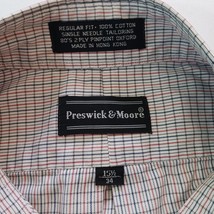 REGULAR FIT • 100% COTTON
SINGLE NEEDLE TAILORING
80'S 2 PLY PINPOINT OXFORD
MADE IN HONG KONG
Preswick & Moore®
15½
34